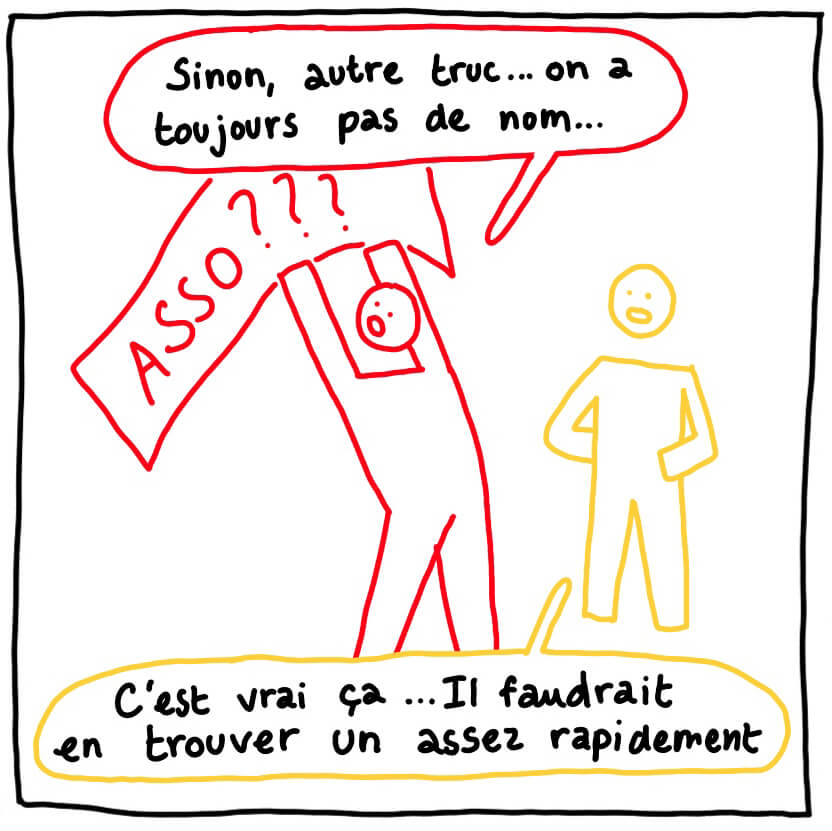 Sinon, autre truc... on a
toujours pas de nom...
ASSO???
C'est vrai ça ...Il faudrait
en trouver un assez rapidement